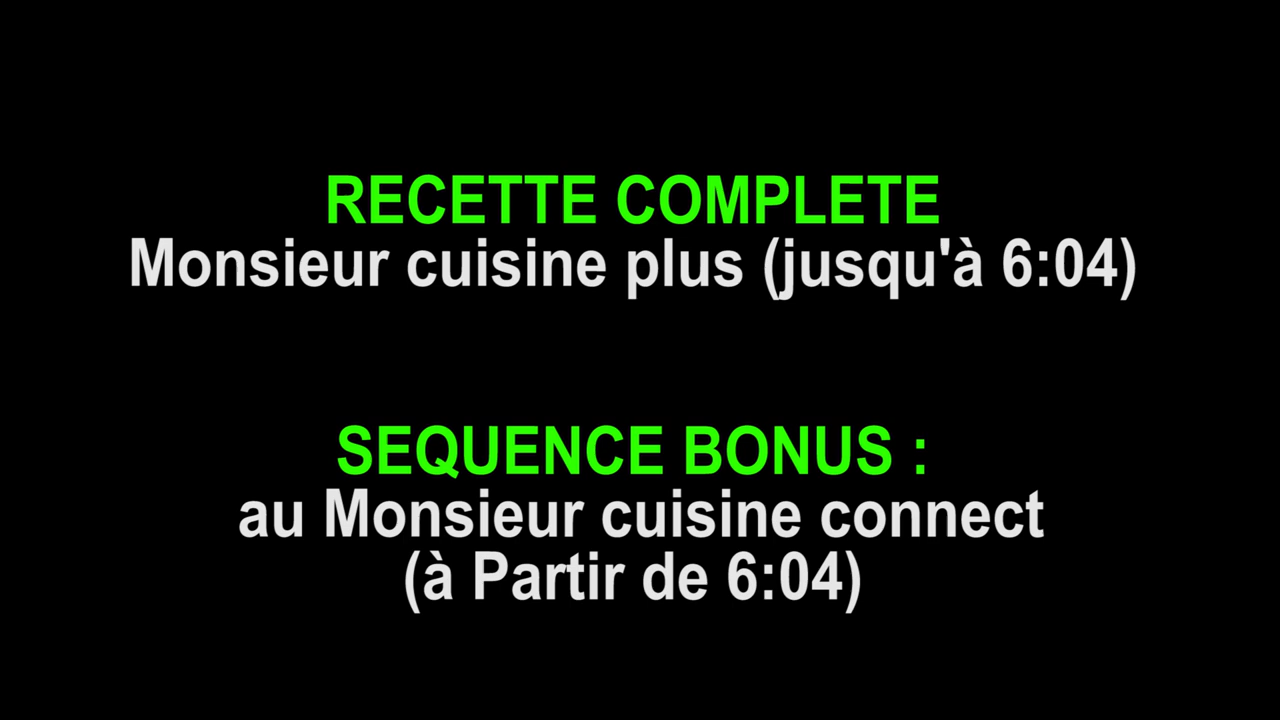 RECETTE COMPLETE
Monsieur cuisine plus (jusqu'à 6:04)
SEQUENCE BONUS :
au Monsieur cuisine connect
(à Partir de 6:04)